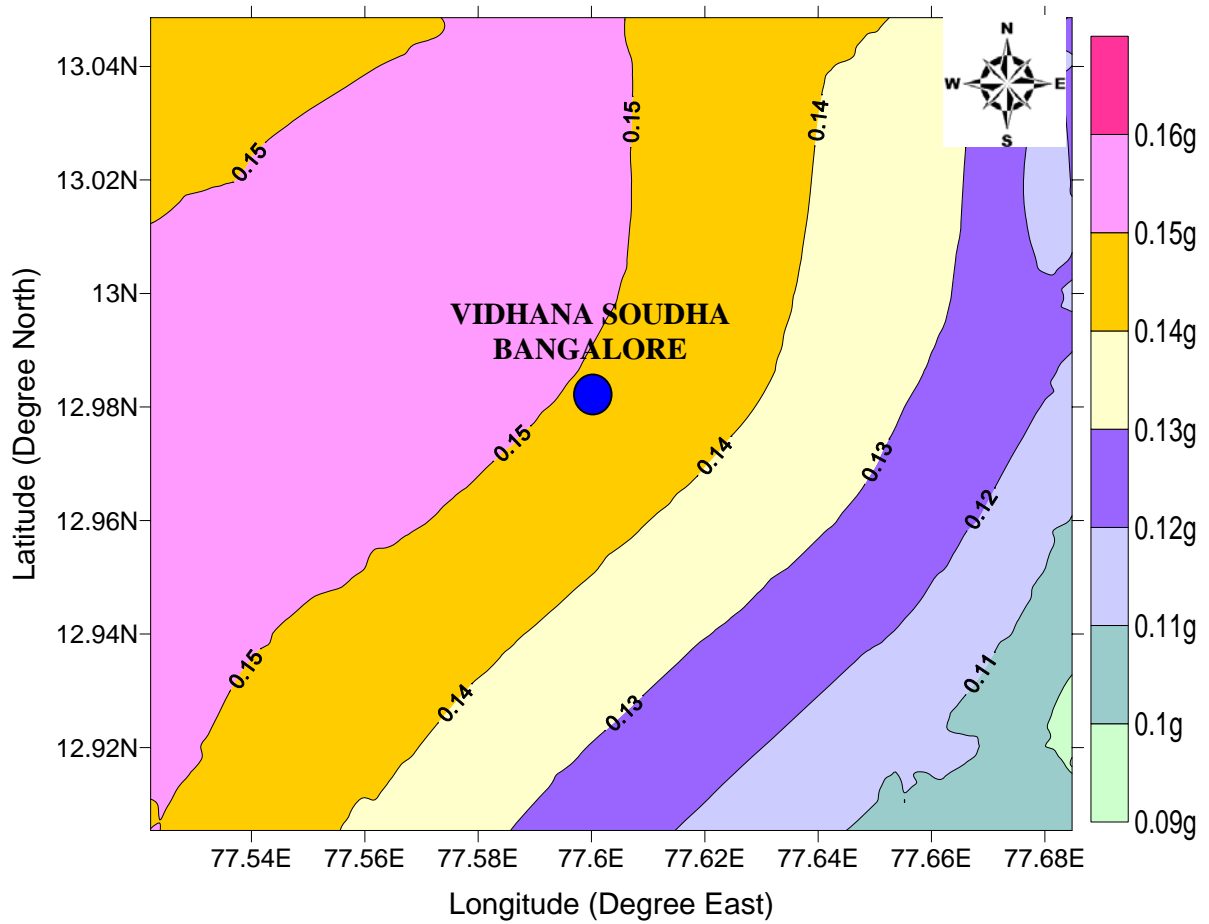 N
W E
S
0.15
0.15
0.14
VIDHANA SOUDHA
BANGALORE
0.15
0.14
0.13
0.12
0.15
0.14
0.13
0.11
13.04N
13.02N
13N
12.98N
12.96N
12.94N
12.92N
Latitude (Degree North)
77.54E 77.56E 77.58E 77.6E 77.62E 77.64E 77.66E 77.68E
Longitude (Degree East)
0.16g
0.15g
0.14g
0.13g
0.12g
0.11g
0.1g
0.09g